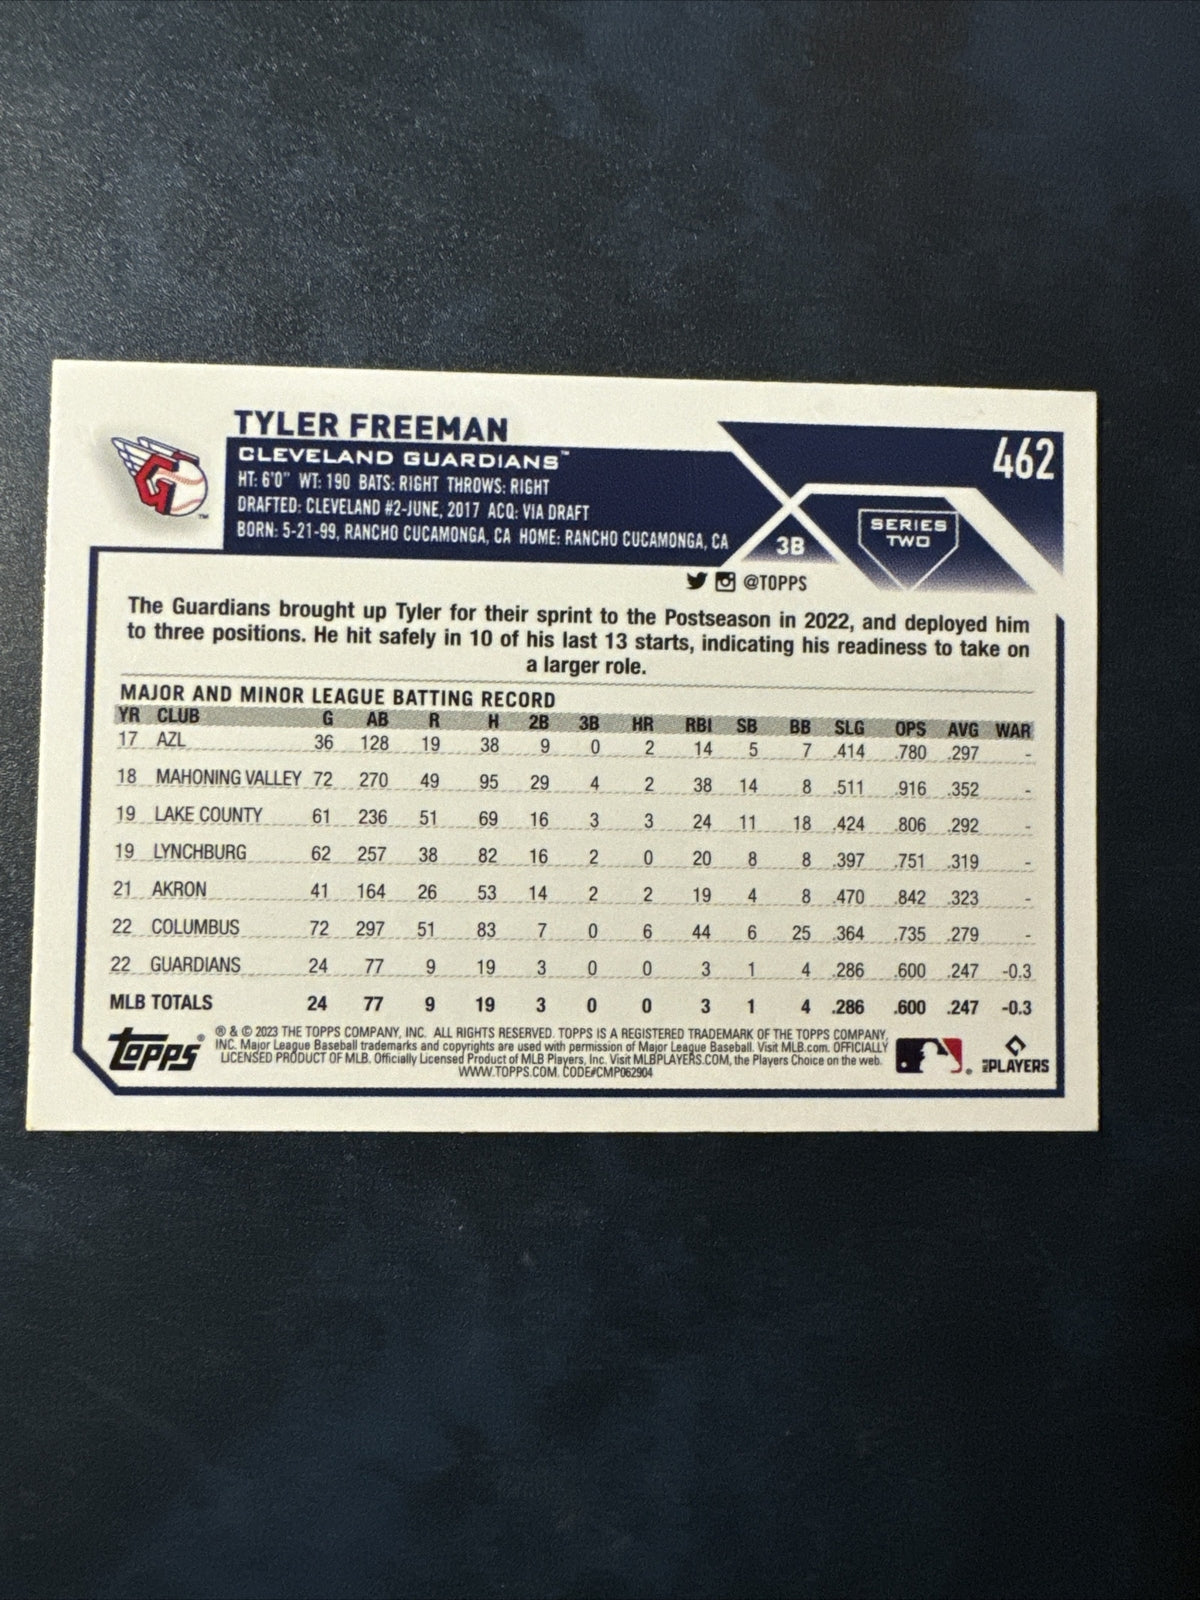 TYLER FREEMAN
462
CLEVELAND GUARDIANS™
HT: 6'0" WT: 190 BATS: RIGHT THROWS: RIGHT
DRAFTED: CLEVELAND #2-JUNE, 2017 ACQ: VIA DRAFT
BORN: 5-21-99, RANCHO CUCAMONGA, CA HOME: RANCHO CUCAMONGA, CA
3B
SERIES
TWO
@TOPPS
The Guardians brought up Tyler for their sprint to the Postseason in 2022, and deployed him
to three positions. He hit safely in 10 of his last 13 starts, indicating his readiness to take on
a larger role.
MAJOR AND MINOR LEAGUE BATTING RECORD
YR CLUB G AB R H 2B 3B HR RBI SB BB SLG OPS AVG WAR
17 AZL 36 128 19 38 9 0 2 14 5 7 .414 .780 .297 -
18 MAHONING VALLEY 72 270 49 95 29 4 2 38 14 8 .511 .916 .352 -
19 LAKE COUNTY 61 236 51 69 16 3 3 24 11 18 .424 .806 .292 -
19 LYNCHBURG 62 257 38 82 16 2 0 20 8 8 .397 .751 .319 -
21 AKRON 41 164 26 53 14 2 2 19 4 8 .470 .842 .323 -
22 COLUMBUS 72 297 51 83 7 0 6 44 6 25 .364 .735 .279 -
22 GUARDIANS 24 77 9 19 3 0 0 3 1 4 .286 .600 .247 -0.3
MLB TOTALS 24 77 9 19 3 0 0 3 1 4 .286 .600 .247 -0.3
Topps®
® & © 2023 THE TOPPS COMPANY, INC. ALL RIGHTS RESERVED. TOPPS IS A REGISTERED TRADEMARK OF THE TOPPS COMPANY,
INC. Major League Baseball trademarks and copyrights are used with permission of Major League Baseball. Visit MLB.com. OFFICIALLY
LICENSED PRODUCT OF MLB. Officially Licensed Product of MLB Players, Inc. Visit MLBPLAYERS.COM, the Players Choice on the web.
WWW.TOPPS.COM. CODE#CMP062904
MLB PLAYERS